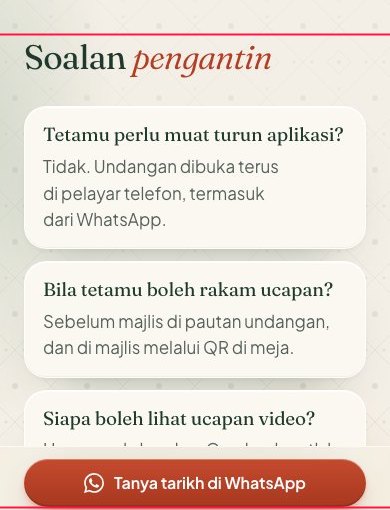 Soalan pengantin
Tetamu perlu muat turun aplikasi?
Tidak. Undangan dibuka terus
di pelayar telefon, termasuk
dari WhatsApp.
Bila tetamu boleh rakam ucapan?
Sebelum majlis di pautan undangan,
dan di majlis melalui QR di meja.
Siapa boleh lihat ucapan video?
Tanya tarikh di WhatsApp